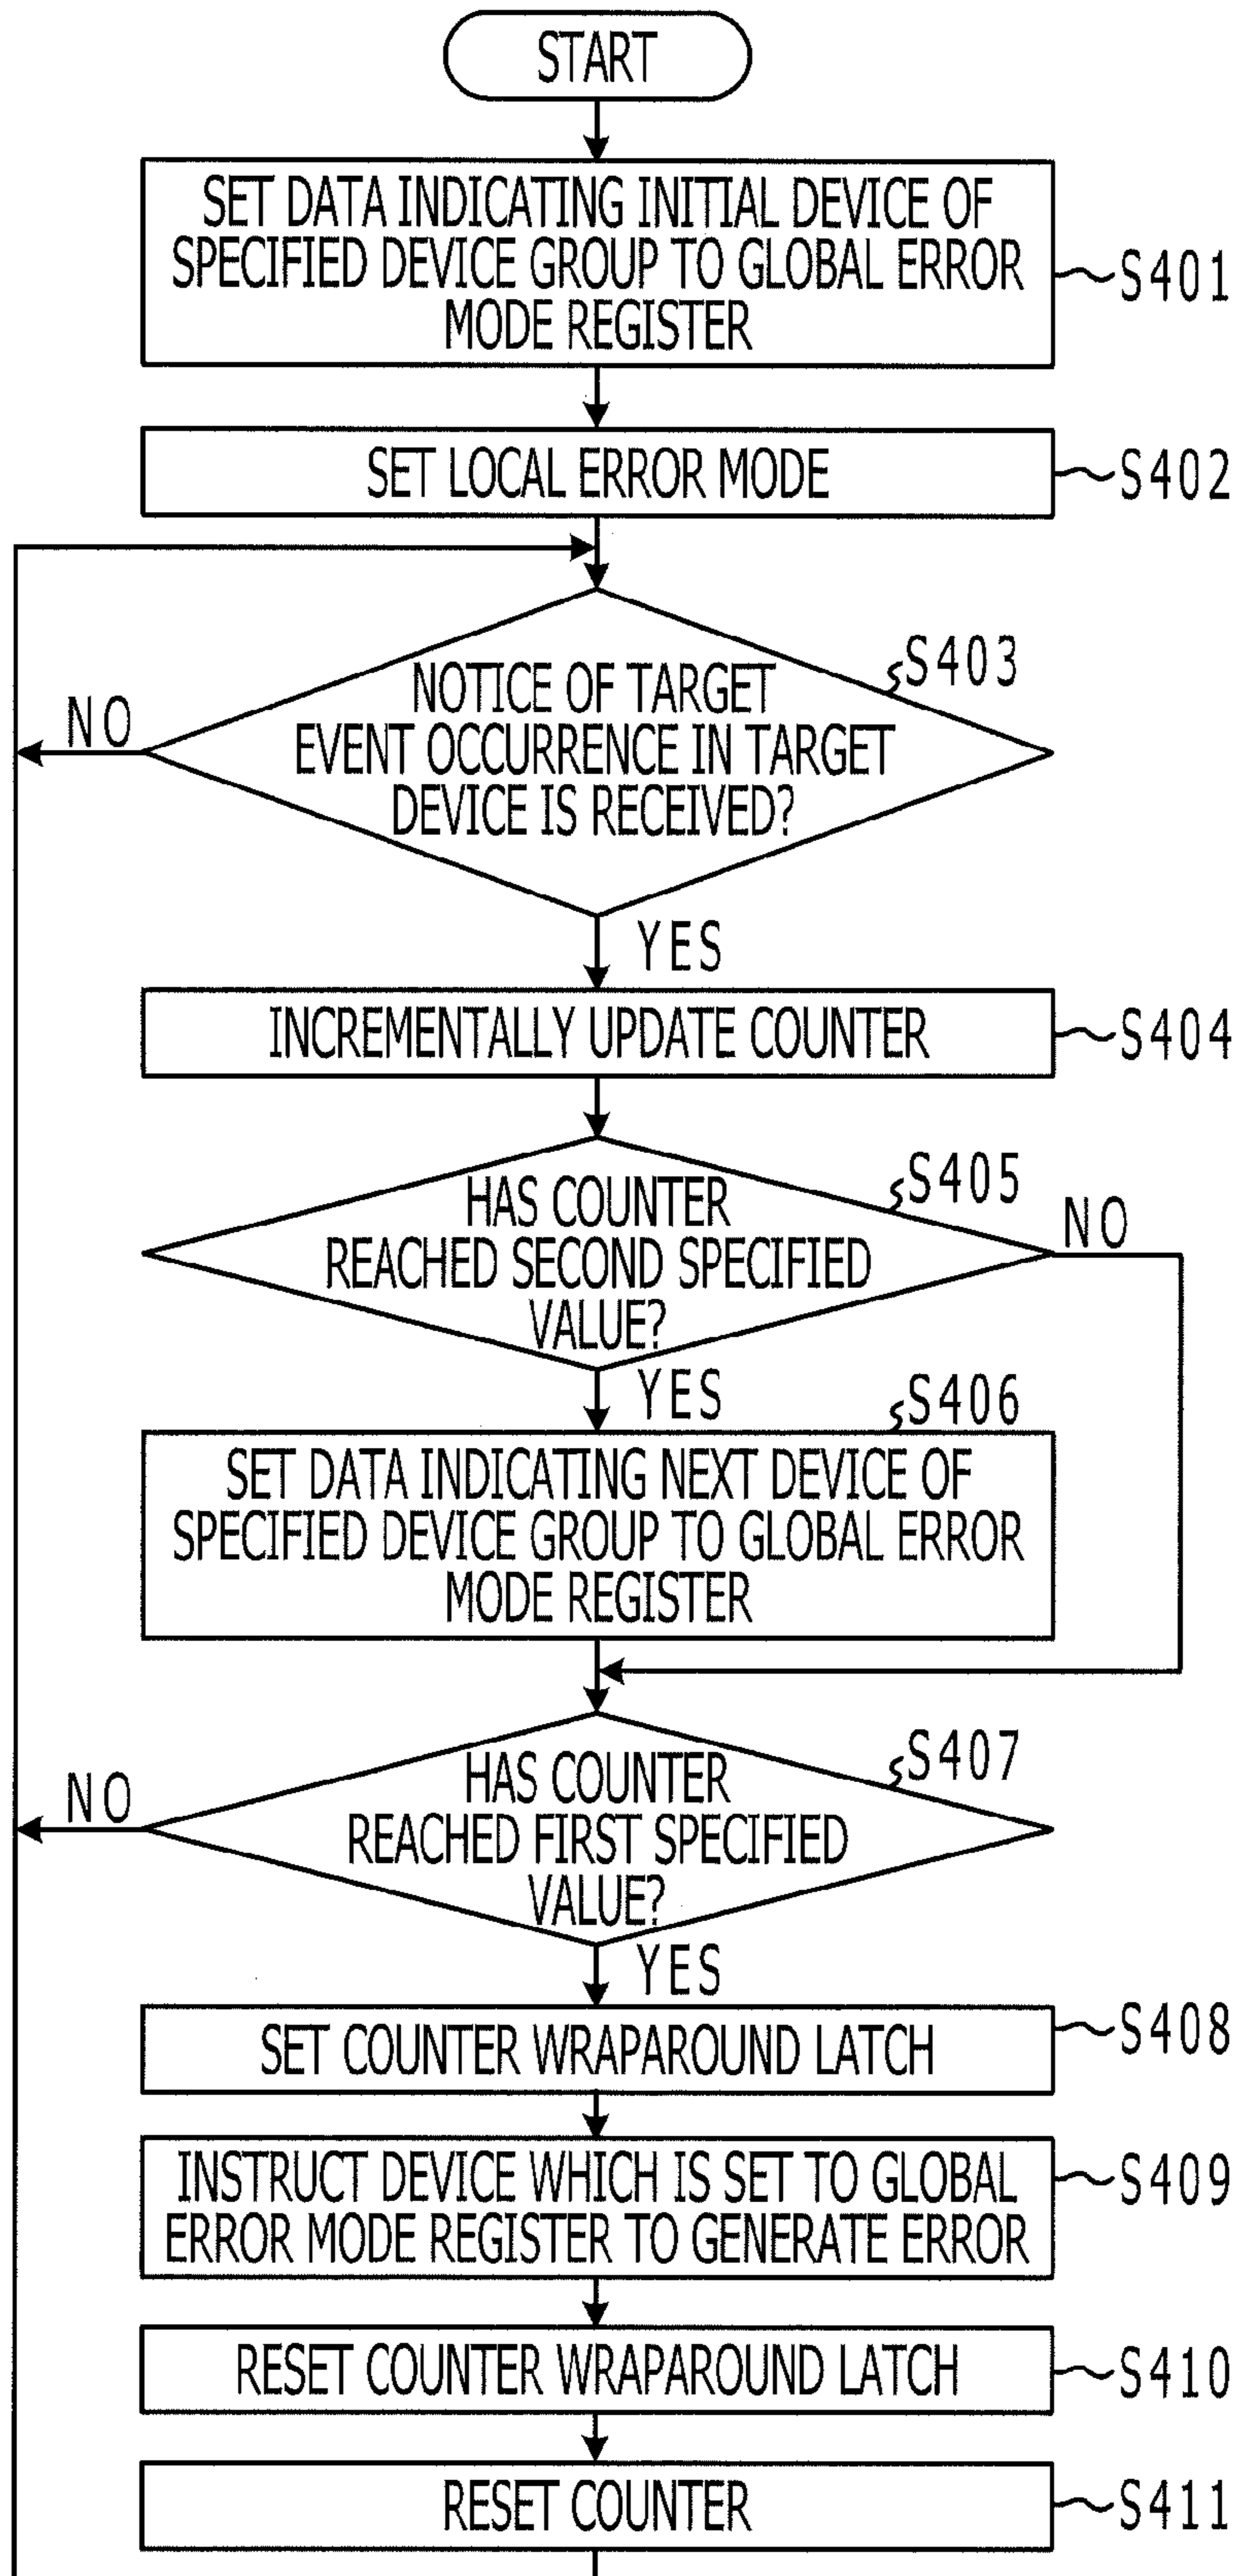 START
SET DATA INDICATING INITIAL DEVICE OF
SPECIFIED DEVICE GROUP TO GLOBAL ERROR
MODE REGISTER
S401
SET LOCAL ERROR MODE
S402
S403
NOTICE OF TARGET
EVENT OCCURRENCE IN TARGET
DEVICE IS RECEIVED?
NO
YES
INCREMENTALLY UPDATE COUNTER
S404
S405
HAS COUNTER
REACHED SECOND SPECIFIED
VALUE?
NO
YES
S406
SET DATA INDICATING NEXT DEVICE OF
SPECIFIED DEVICE GROUP TO GLOBAL ERROR
MODE REGISTER
S407
HAS COUNTER
REACHED FIRST SPECIFIED
VALUE?
NO
YES
SET COUNTER WRAPAROUND LATCH
S408
INSTRUCT DEVICE WHICH IS SET TO GLOBAL
ERROR MODE REGISTER TO GENERATE ERROR
S409
RESET COUNTER WRAPAROUND LATCH
S410
RESET COUNTER
S411